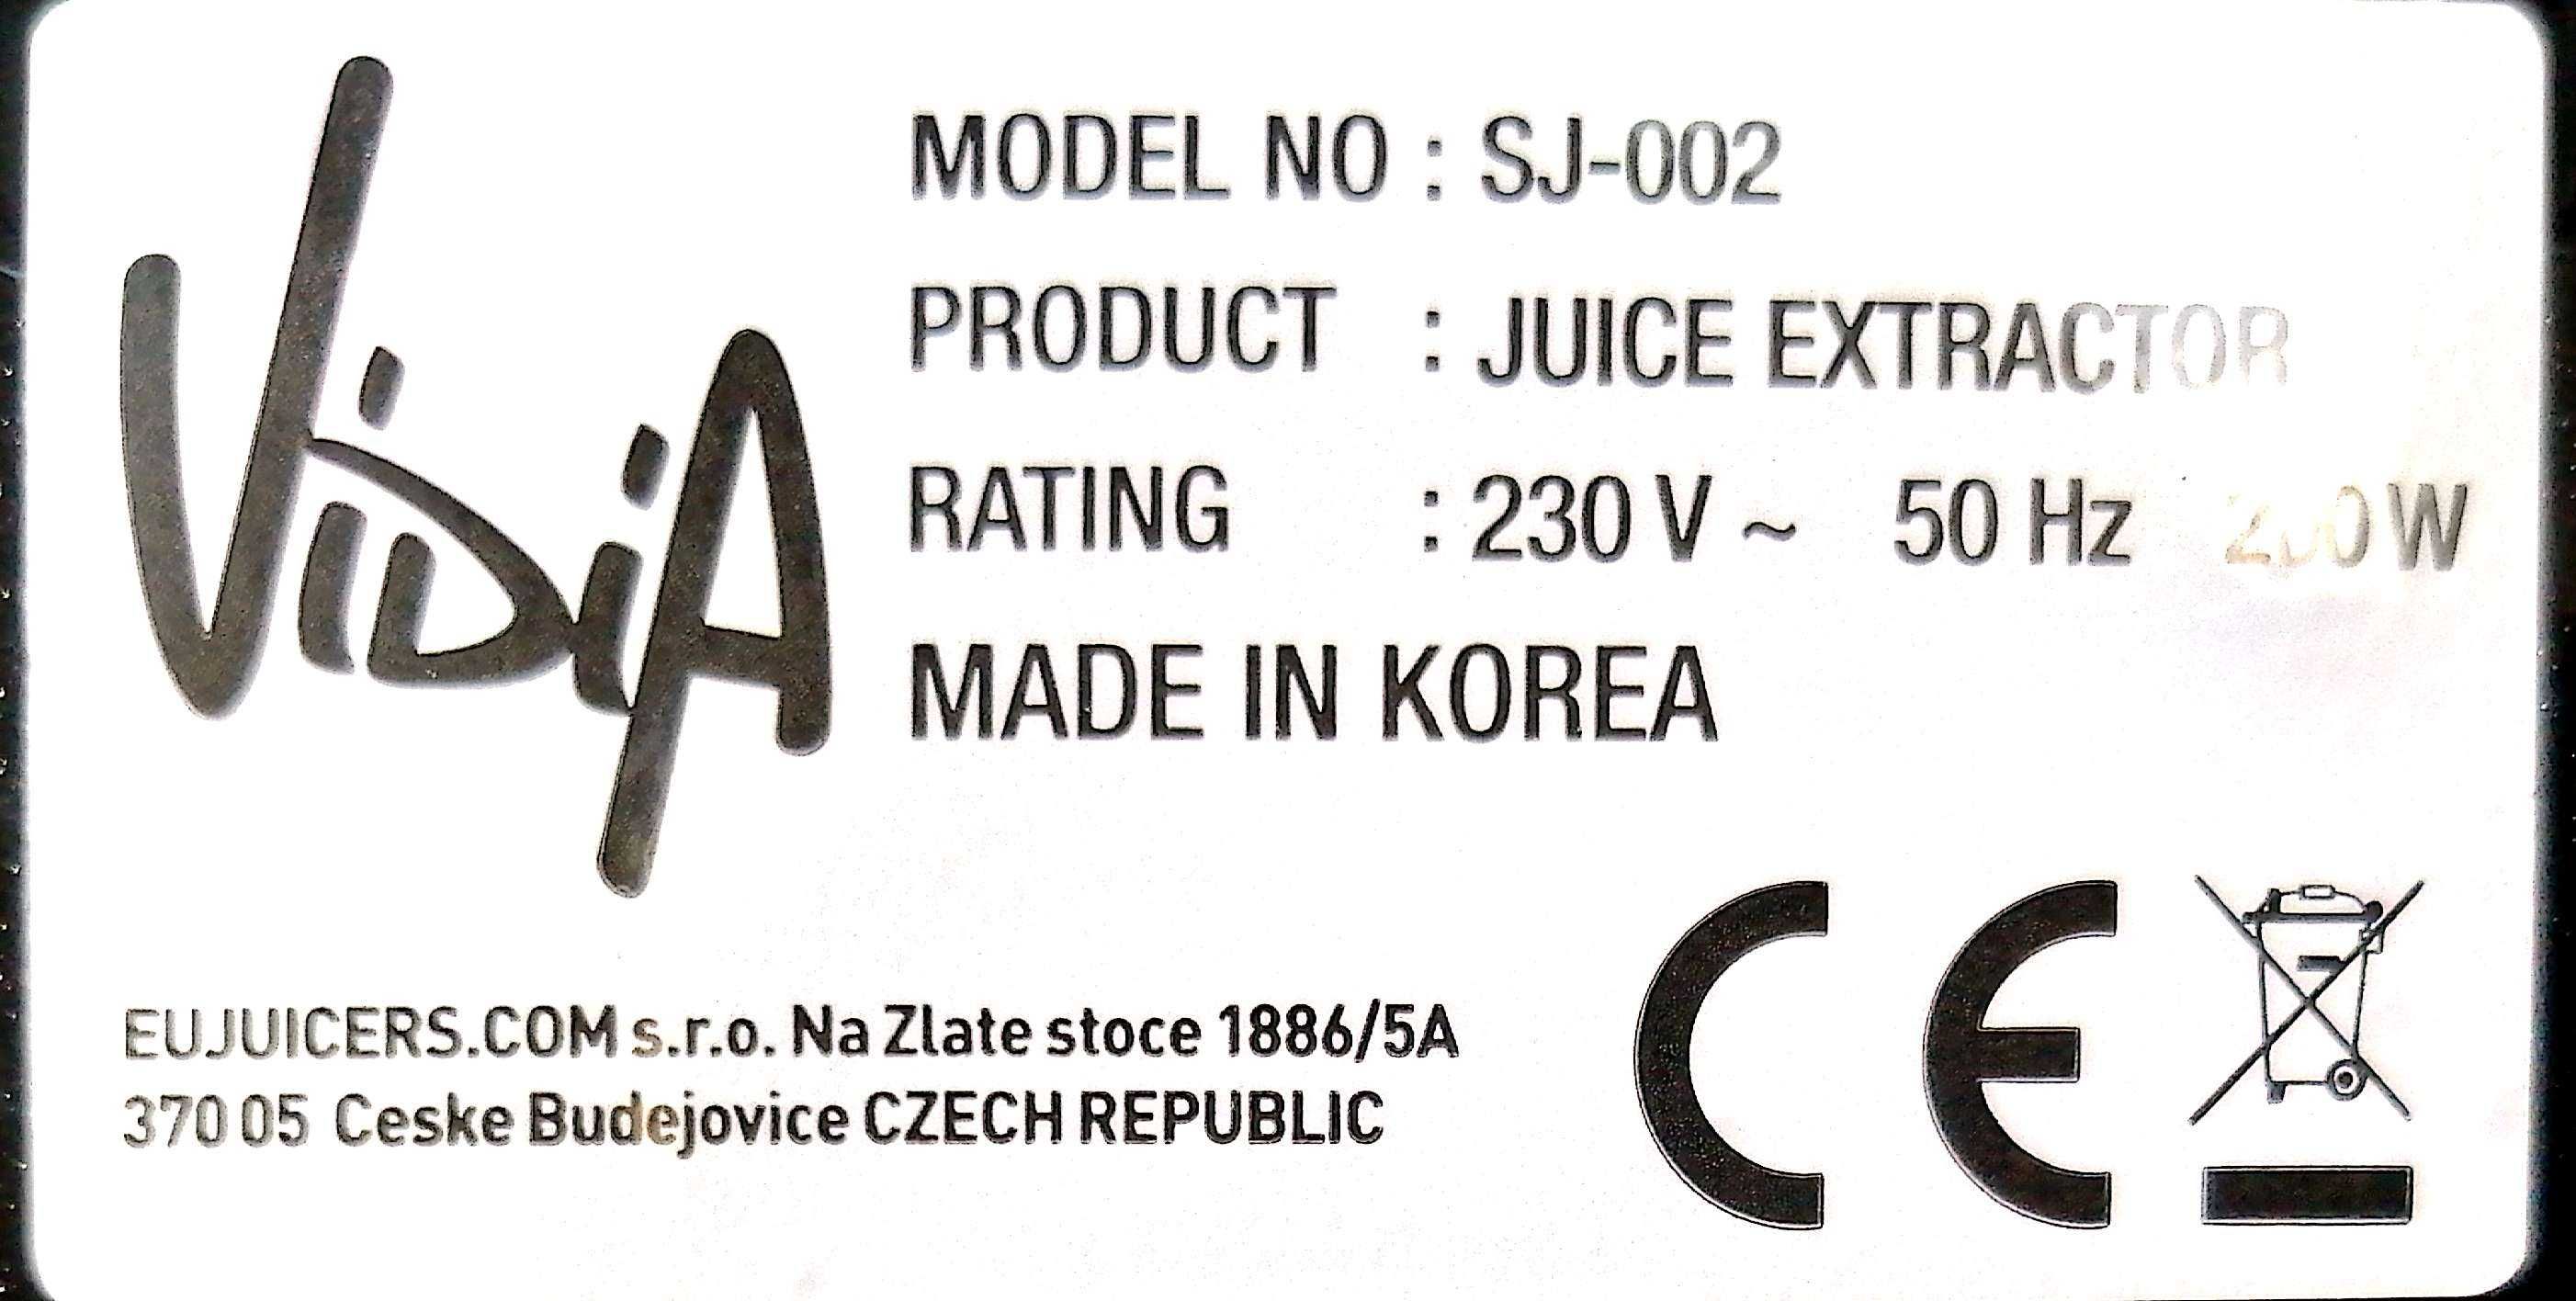 ViDiA
MODEL NO : SJ-002
PRODUCT : JUICE EXTRACTOR
RATING : 230 V ~ 50 Hz
MADE IN KOREA
EUJUICERS.COM s.r.o. Na Zlate stoce 1886/5A
370 05 Ceske Budejovice CZECH REPUBLIC
CE